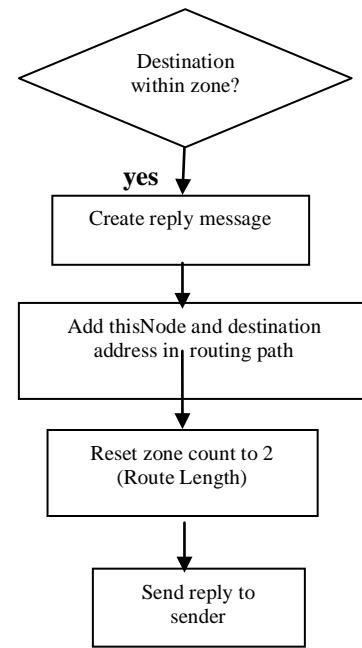 Destination
within zone?
yes
Create reply message
Add thisNode and destination
address in routing path
Reset zone count to 2
(Route Length)
Send reply to
sender